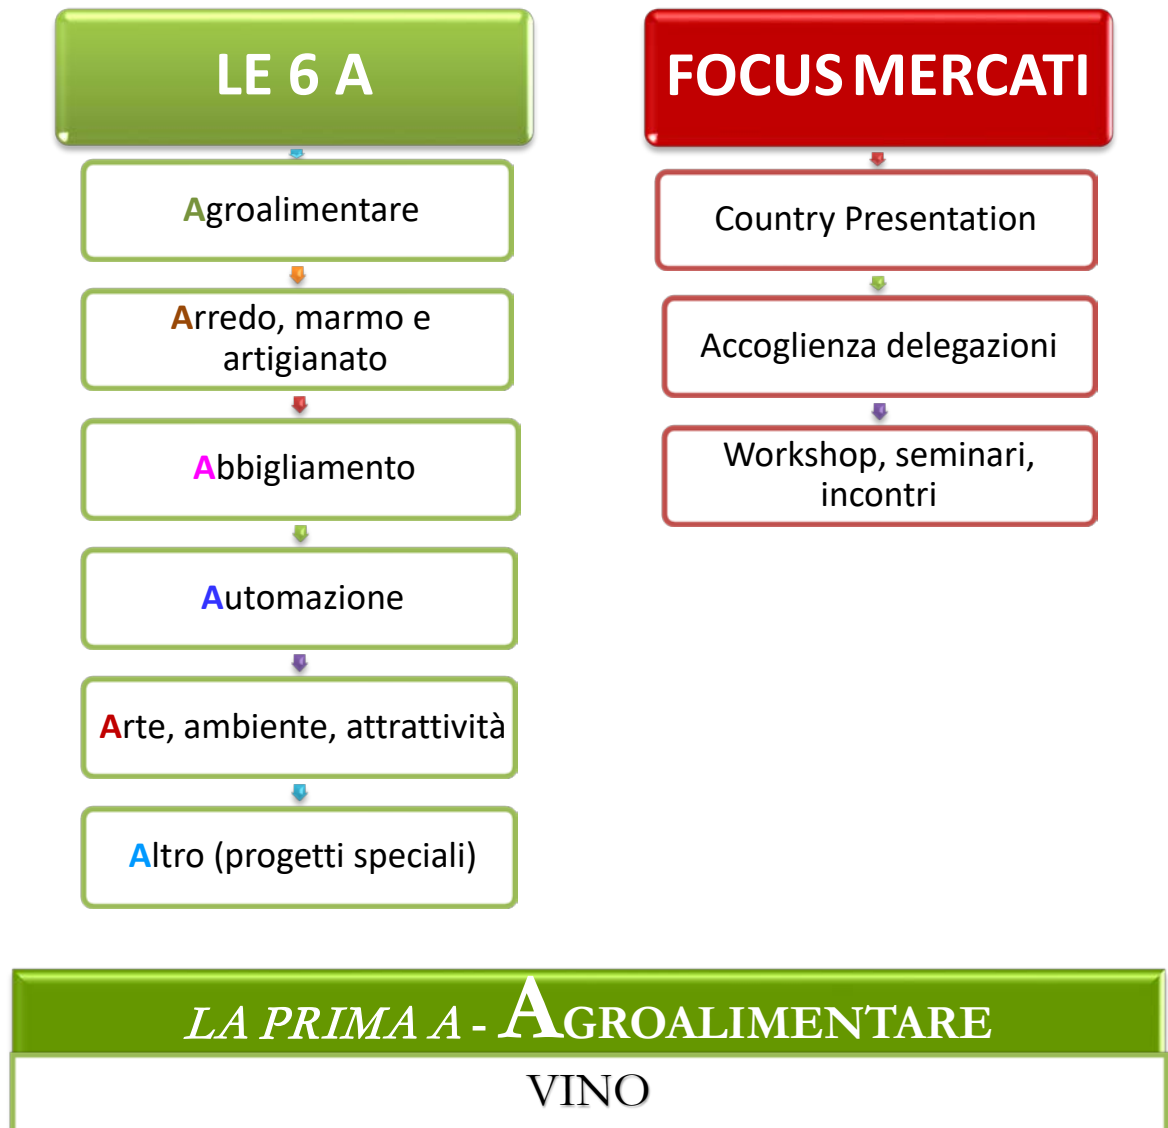 LE 6 A
Agroalimentare
Arredo, marmo e
artigianato
Abbigliamento
Automazione
Arte, ambiente, attrattività
Altro (progetti speciali)
FOCUS MERCATI
Country Presentation
Accoglienza delegazioni
Workshop, seminari,
incontri
LA PRIMA A - AGROALIMENTARE
VINO